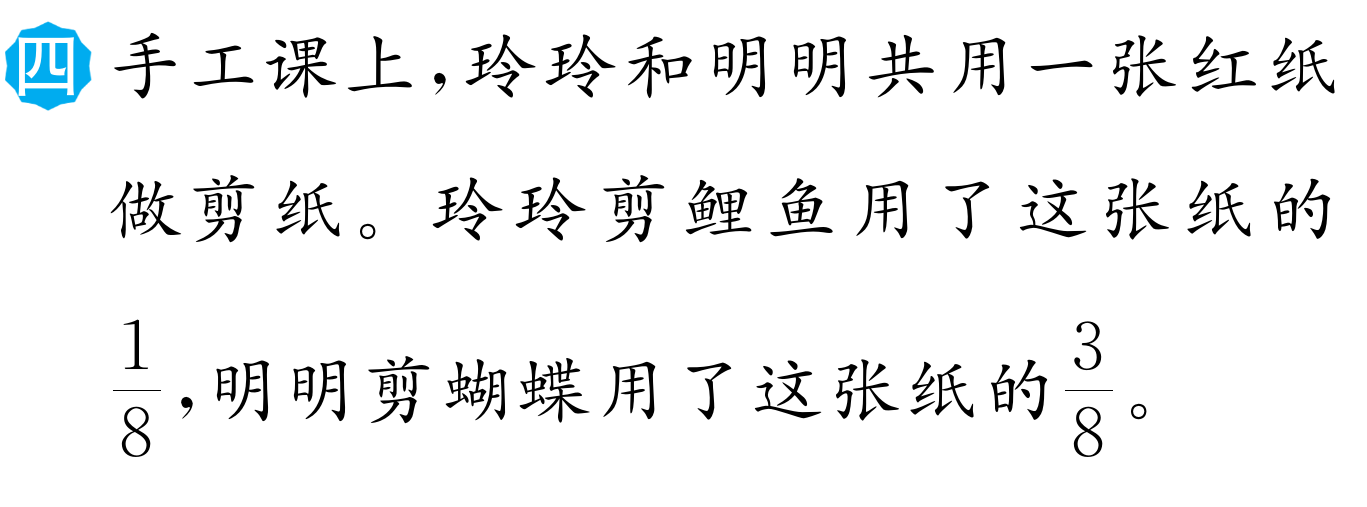 四 手工课上,玲玲和明明共用一张红纸
做剪纸。玲玲剪鲤鱼用了这张纸的
1/8,明明剪蝴蝶用了这张纸的3/8。